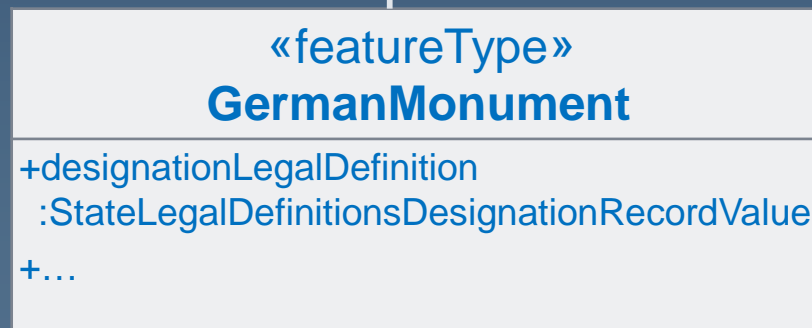 «featureType»
GermanMonument
+designationLegalDefinition
:StateLegalDefinitionsDesignationRecordValue
+…